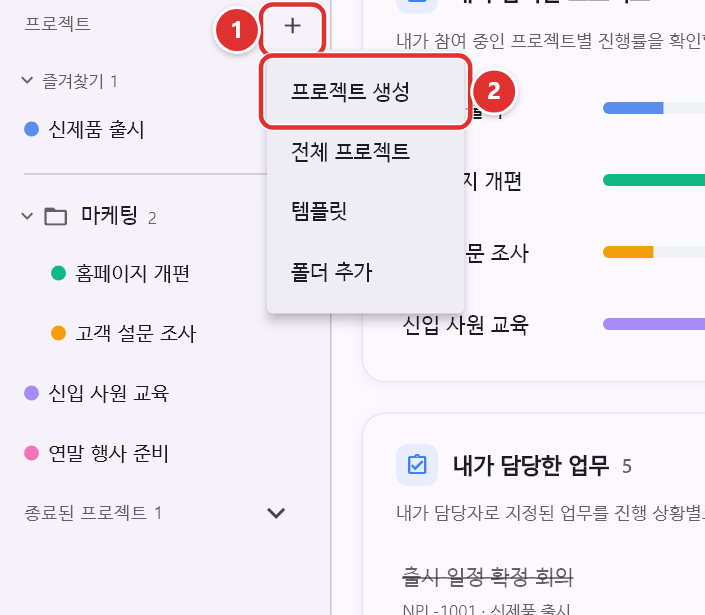 프로젝트
1
+
즐겨찾기 1
신제품 출시
마케팅 2
홈페이지 개편
고객 설문 조사
신입 사원 교육
연말 행사 준비
종료된 프로젝트 1
프로젝트 생성
2
전체 프로젝트
템플릿
폴더 추가
내가 참여 중인 프로젝트별 진행률을 확인
지 개편
문 조사
신입 사원 교육
내가 담당한 업무 5
내가 담당자로 지정된 업무를 진행 상황별
출시 일정 확정 회의
NPL-1001 · 신제품 출시